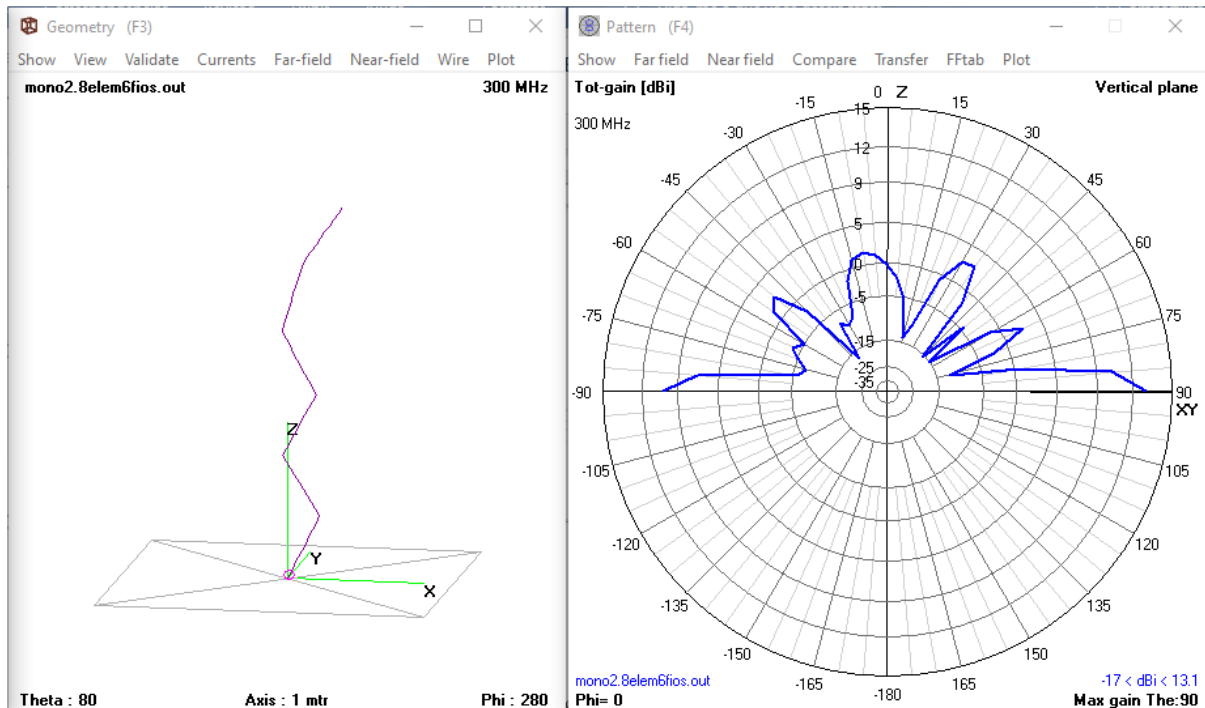 Geometry (F3)
Show View Validate Currents Far-field Near-field Wire Plot
mono2.8elem6fios.out 300 MHz
Z
Y
X
Theta : 80 Axis : 1 mtr Phi : 280
Pattern (F4)
Show Far field Near field Compare Transfer FFtab Plot
Tot-gain [dBi] 0 Z Vertical plane
300 MHz
-15 15 15
-30 12 30
-45 9 45
-60 5 60
0
-75 -5 75
-15
-25
-35
-90 90
XY
-105 105
-120 120
-135 135
-150 150
-165 165
-180
mono2.8elem6fios.out -17 < dBi < 13.1
Phi= 0 Max gain The:90